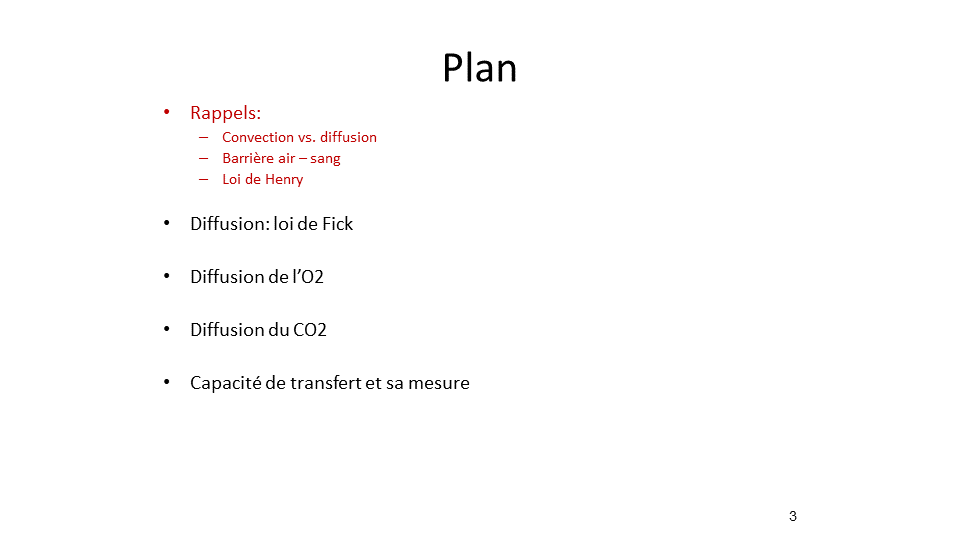 Plan
• Rappels:
– Convection vs. diffusion
– Barrière air – sang
– Loi de Henry
• Diffusion: loi de Fick
• Diffusion de l’O2
• Diffusion du CO2
• Capacité de transfert et sa mesure
3